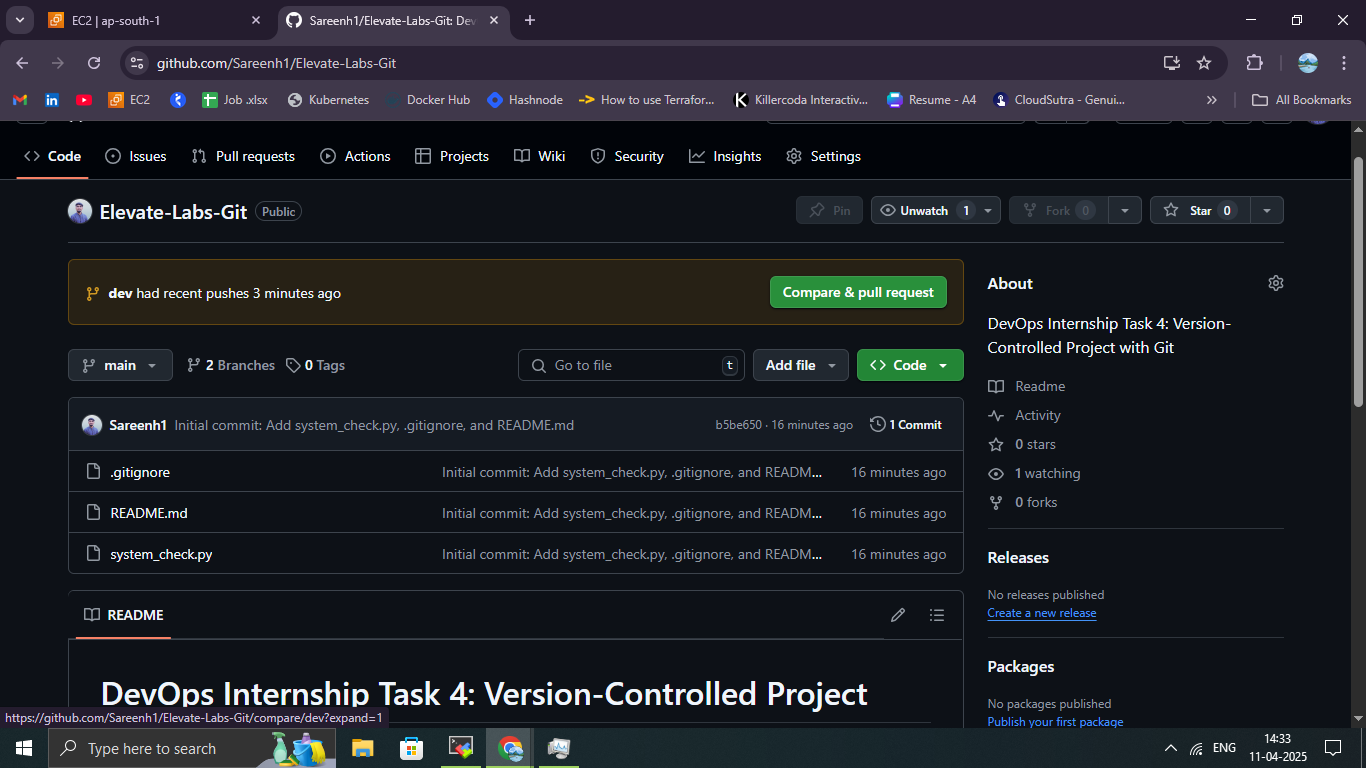 EC2 | ap-south-1
Sareenh1/Elevate-Labs-Git: Dev
github.com/Sareenh1/Elevate-Labs-Git
EC2
Job .xlsx
Kubernetes
Docker Hub
Hashnode
How to use Terrafor...
Killercoda Interactiv...
Resume - A4
CloudSutra - Genui...
All Bookmarks
Code
Issues
Pull requests
Actions
Projects
Wiki
Security
Insights
Settings
Elevate-Labs-Git Public
Pin
Unwatch 1
Fork 0
Star 0
dev had recent pushes 3 minutes ago
Compare & pull request
main
2 Branches
0 Tags
Go to file t
Add file
Code
Sareenh1 Initial commit: Add system_check.py, .gitignore, and README.md b5be650 · 16 minutes ago 1 Commit
.gitignore Initial commit: Add system_check.py, .gitignore, and READM... 16 minutes ago
README.md Initial commit: Add system_check.py, .gitignore, and READM... 16 minutes ago
system_check.py Initial commit: Add system_check.py, .gitignore, and READM... 16 minutes ago
README
DevOps Internship Task 4: Version-Controlled Project
About
DevOps Internship Task 4: Version-
Controlled Project with Git
Readme
Activity
0 stars
1 watching
0 forks
Releases
No releases published
Create a new release
Packages
No packages published
Publish your first package
https://github.com/Sareenh1/Elevate-Labs-Git/compare/dev?expand=1
Type here to search
ENG
14:33
11-04-2025